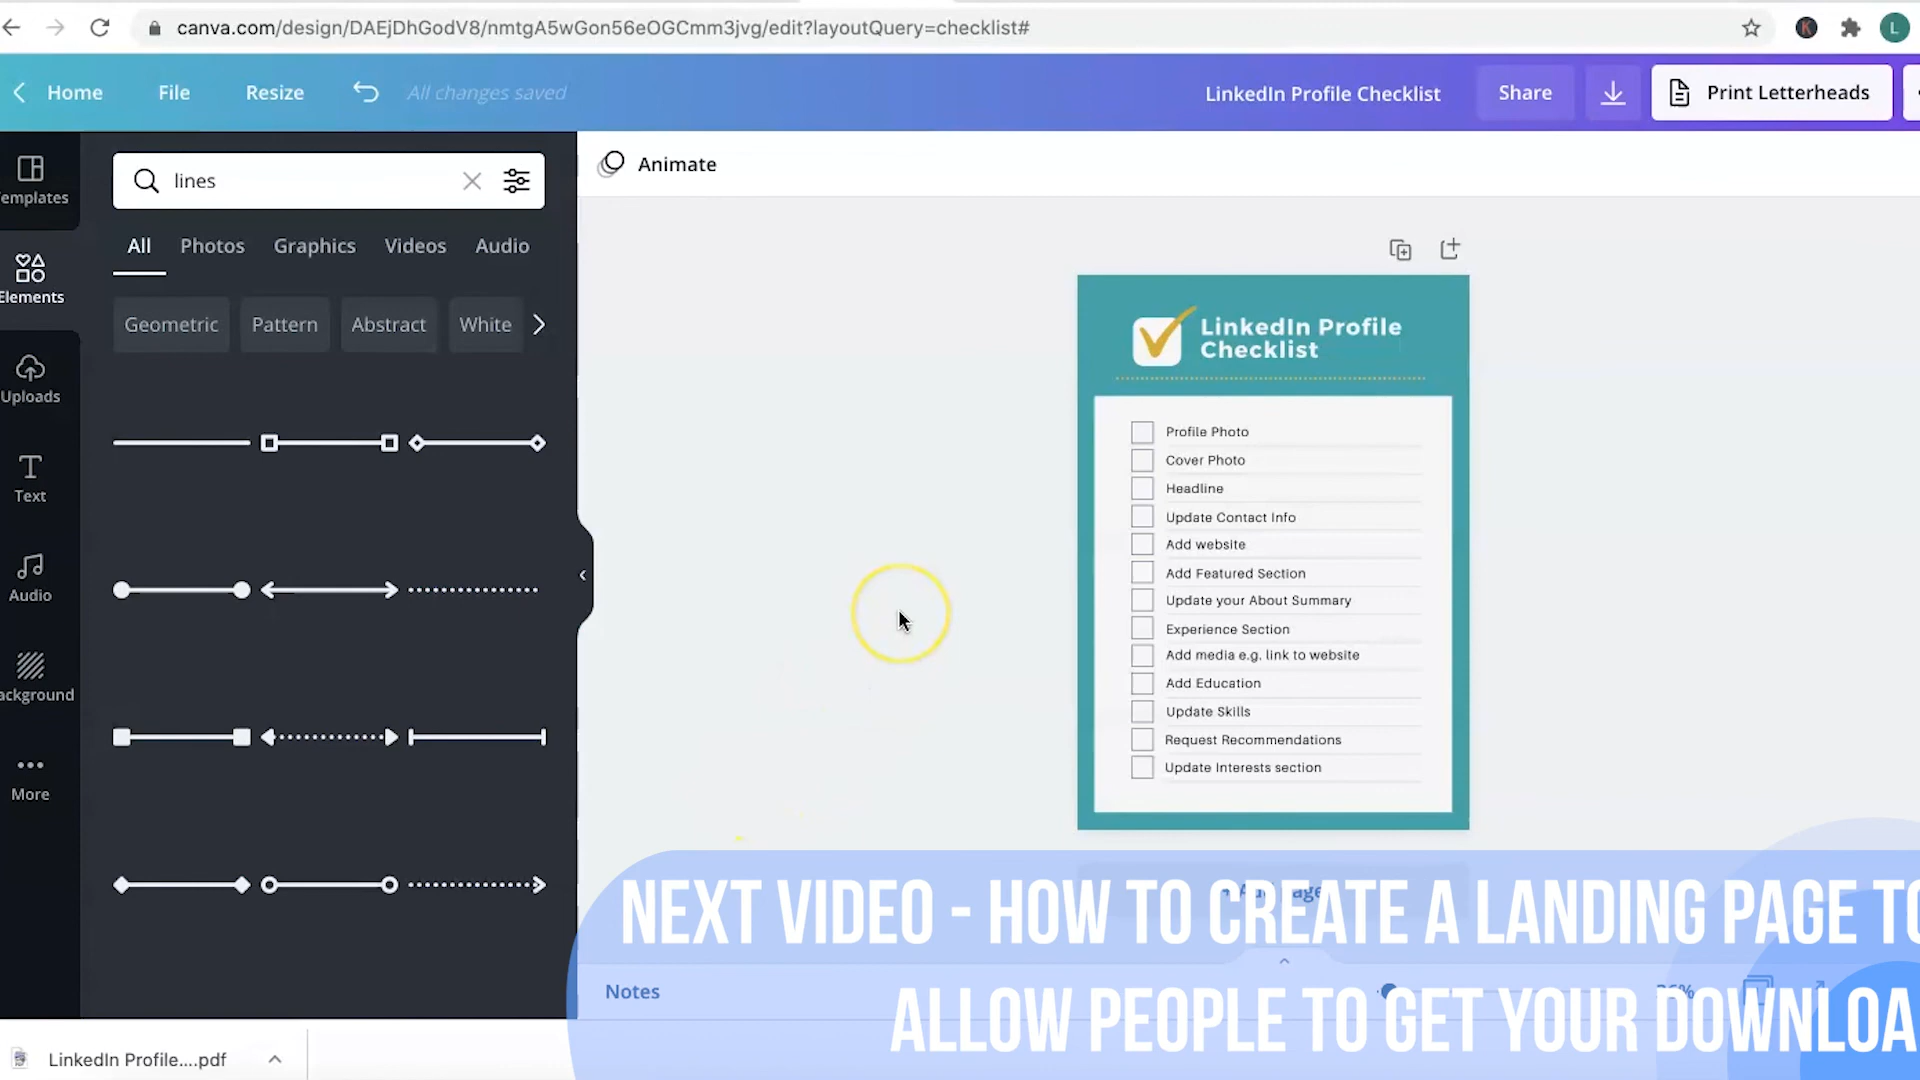 canva.com/design/DAEjDhGodV8/nmtgA5wGon56eOGCmm3jvg/edit?layoutQuery=checklist#
K
L
Home
File
Resize
All changes saved
LinkedIn Profile Checklist
Share
Print Letterheads
emplates
Elements
Uploads
Text
Audio
ackground
More
lines
All
Photos
Graphics
Videos
Audio
Geometric
Pattern
Abstract
White
Animate
LinkedIn Profile
Checklist
Profile Photo
Cover Photo
Headline
Update Contact Info
Add website
Add Featured Section
Update your About Summary
Experience Section
Add media e.g. link to website
Add Education
Update Skills
Request Recommendations
Update Interests section
NEXT VIDEO - HOW TO CREATE A LANDING PAGE TO
ALLOW PEOPLE TO GET YOUR DOWNLOA
Notes
LinkedIn Profile....pdf